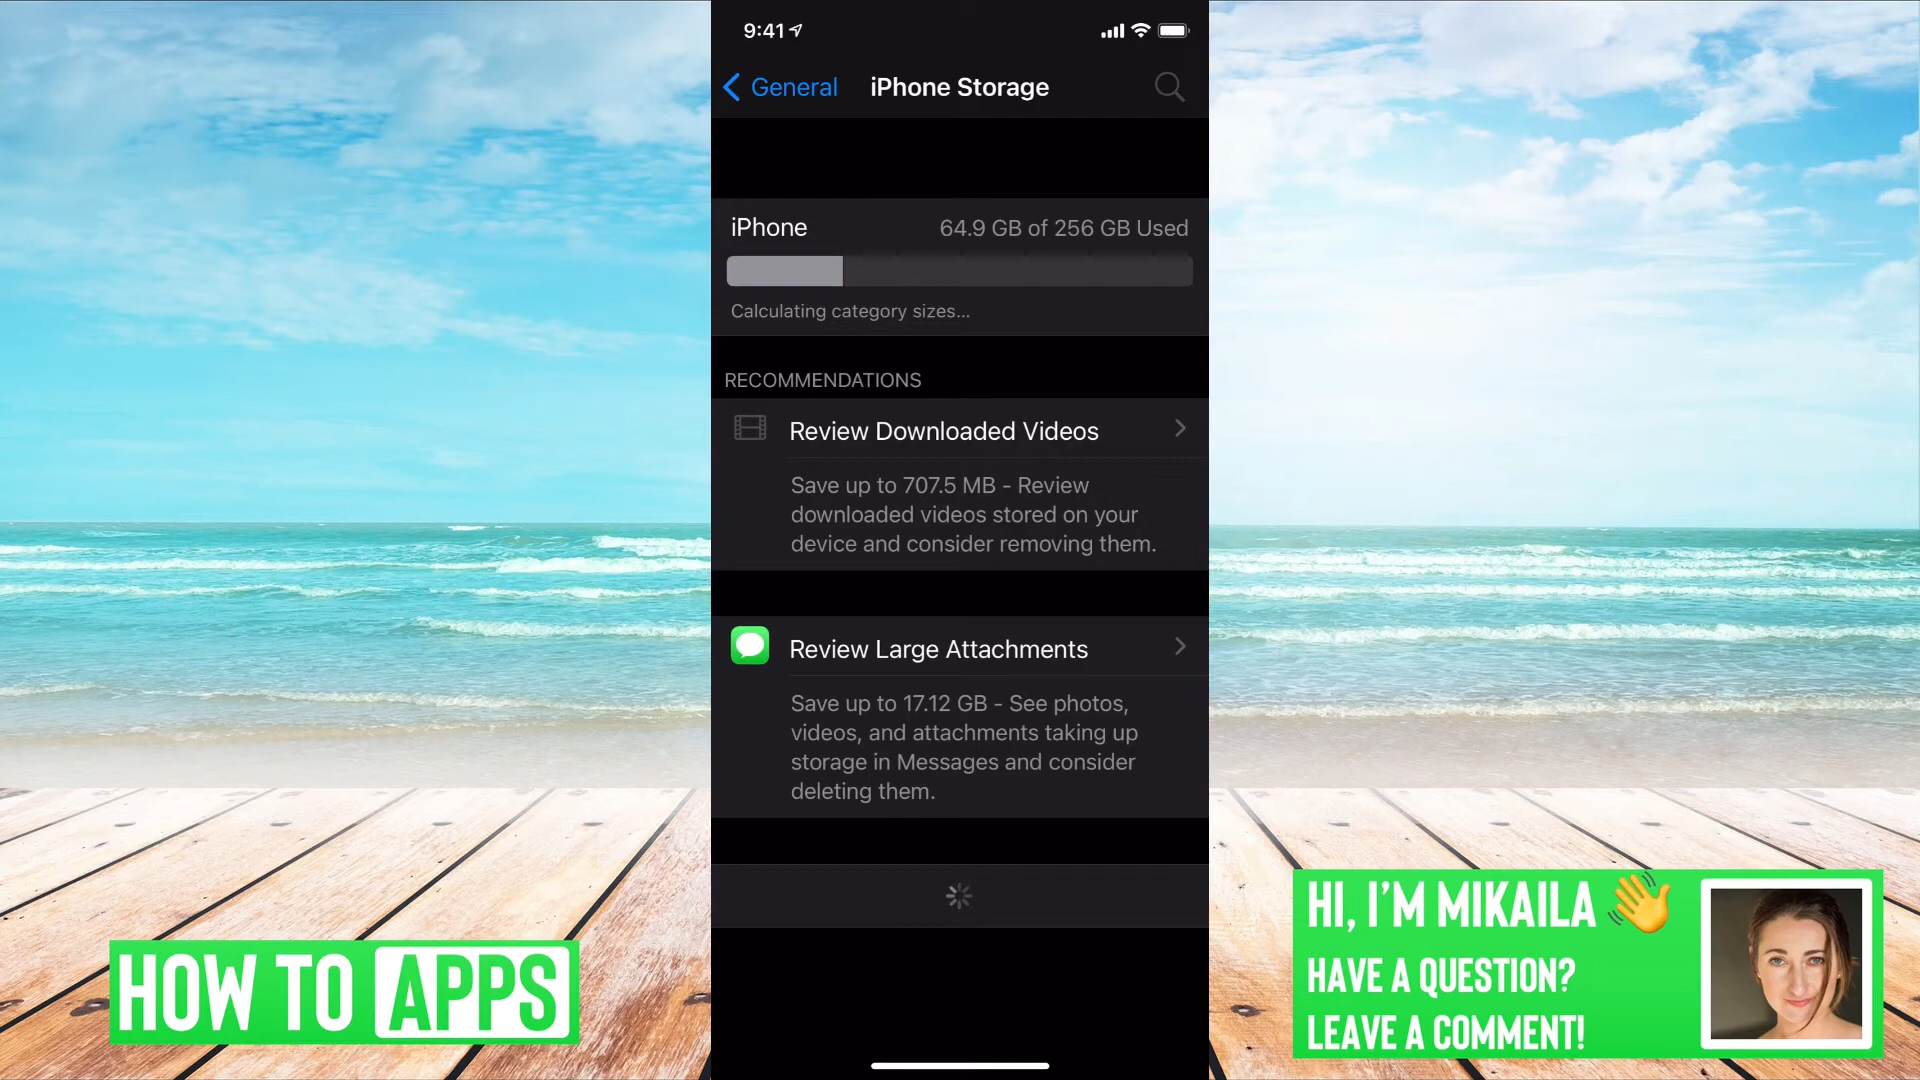 9:41
General
iPhone Storage
iPhone
64.9 GB of 256 GB Used
Calculating category sizes...
RECOMMENDATIONS
Review Downloaded Videos
Save up to 707.5 MB - Review
downloaded videos stored on your
device and consider removing them.
Review Large Attachments
Save up to 17.12 GB - See photos,
videos, and attachments taking up
storage in Messages and consider
deleting them.
HOW TO APPS
HI, I'M MIKAILA 👋
HAVE A QUESTION?
LEAVE A COMMENT!